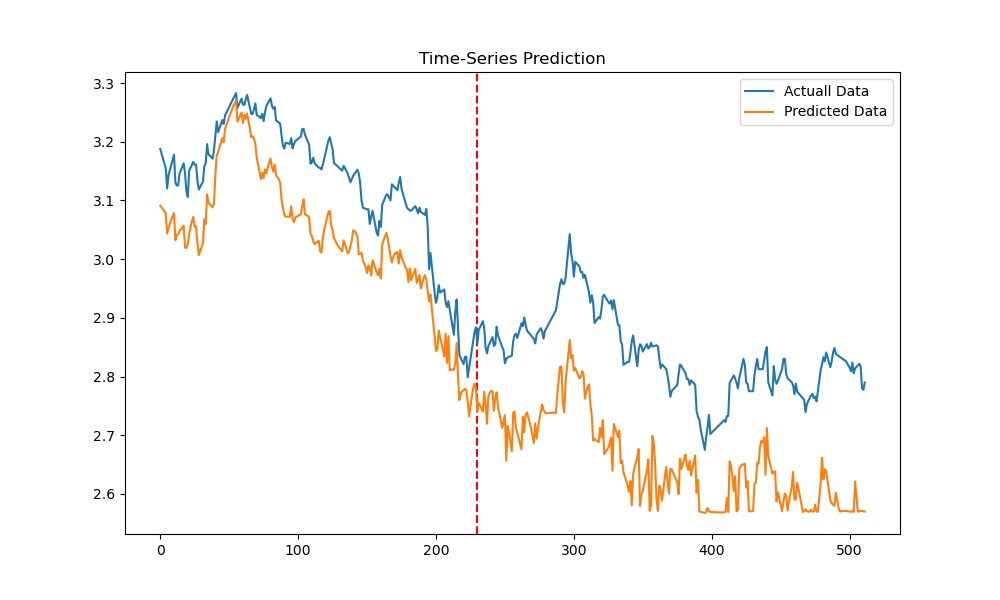 Time-Series Prediction
Actuall Data
Predicted Data
3.3
3.2
3.1
3.0
2.9
2.8
2.7
2.6
0 100 200 300 400 500